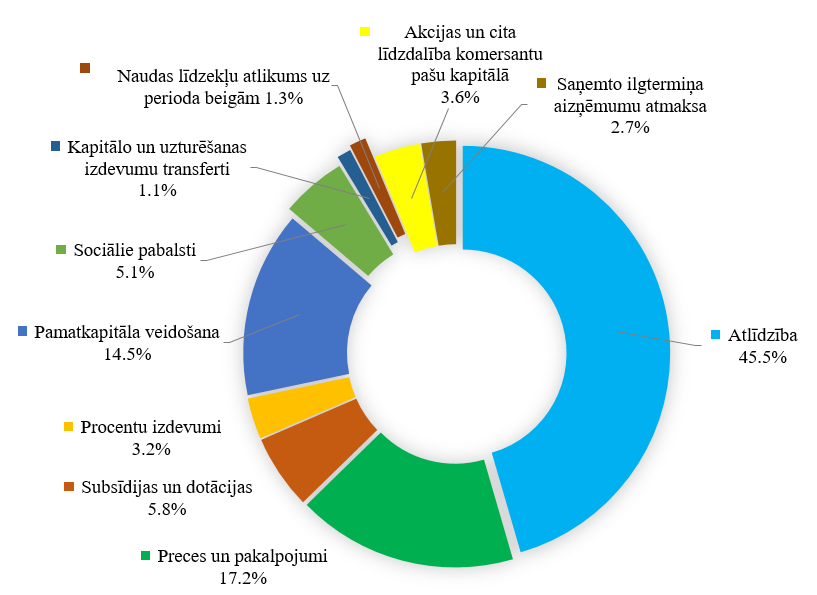 Akcijas un cita
līdzdalība komersantu
pašu kapitālā
3.6%
Naudas līdzekļu atlikums uz
perioda beigām 1.3%
Saņemto ilgtermiņa
aizņēmumu atmaksa
2.7%
Kapitālo un uzturēšanas
izdevumu transferti
1.1%
Sociālie pabalsti
5.1%
Pamatkapitāla veidošana
14.5%
Atlīdzība
45.5%
Procentu izdevumi
3.2%
Subsīdijas un dotācijas
5.8%
Preces un pakalpojumi
17.2%